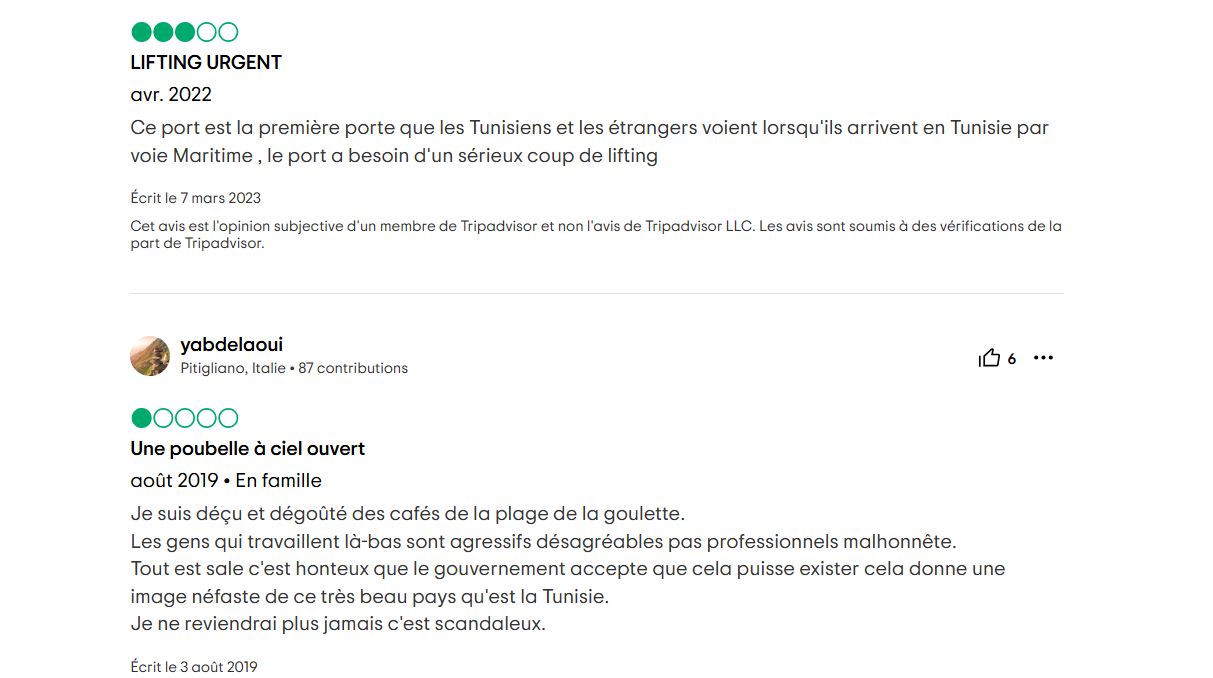 LIFTING URGENT
avr. 2022
Ce port est la première porte que les Tunisiens et les étrangers voient lorsqu'ils arrivent en Tunisie par
voie Maritime , le port a besoin d'un sérieux coup de lifting
Écrit le 7 mars 2023
Cet avis est l'opinion subjective d'un membre de Tripadvisor et non l'avis de Tripadvisor LLC. Les avis sont soumis à des vérifications de la
part de Tripadvisor.
yabdelaoui
Pitigliano, Italie • 87 contributions
6
Une poubelle à ciel ouvert
août 2019 • En famille
Je suis déçu et dégoûté des cafés de la plage de la goulette.
Les gens qui travaillent là-bas sont agressifs désagréables pas professionnels malhonnête.
Tout est sale c'est honteux que le gouvernement accepte que cela puisse exister cela donne une
image néfaste de ce très beau pays qu'est la Tunisie.
Je ne reviendrai plus jamais c'est scandaleux.
Écrit le 3 août 2019